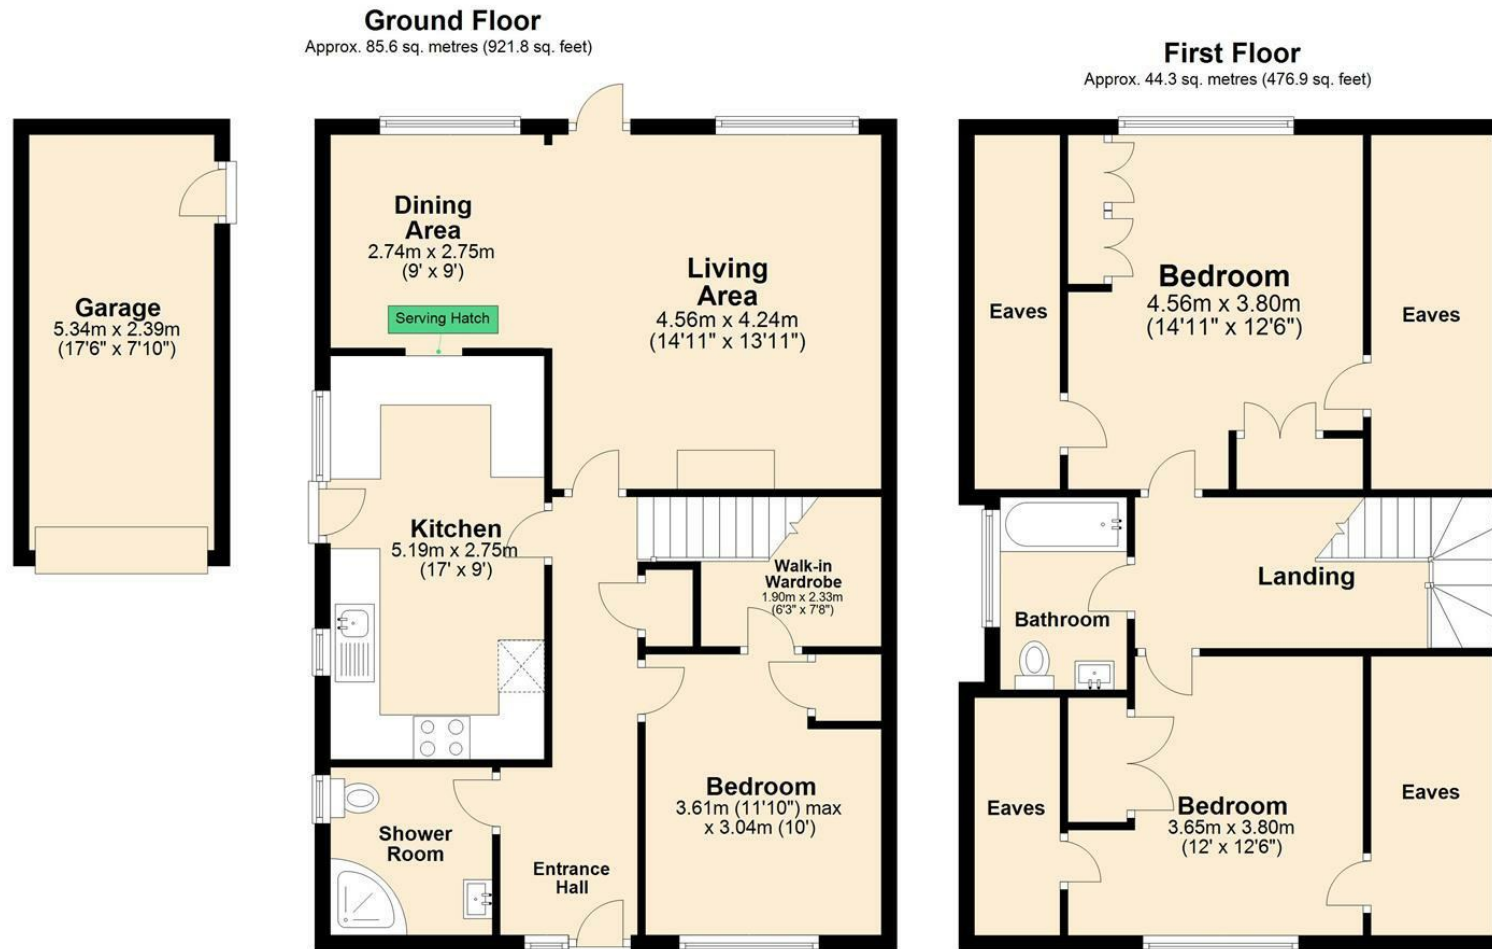 Ground Floor
Approx. 85.6 sq. metres (921.8 sq. feet)
First Floor
Approx. 44.3 sq. metres (476.9 sq. feet)
Garage
5.34m x 2.39m
(17'6" x 7'10")
Dining
Area
2.74m x 2.75m
(9' x 9')
Serving Hatch
Living
Area
4.56m x 4.24m
(14'11" x 13'11")
Kitchen
5.19m x 2.75m
(17' x 9')
Walk-in
Wardrobe
1.90m x 2.33m
(6'3" x 7'8")
Bedroom
3.61m (11'10") max
x 3.04m (10')
Shower
Room
Entrance
Hall
Eaves
Bedroom
4.56m x 3.80m
(14'11" x 12'6")
Eaves
Landing
Bathroom
Eaves
Bedroom
3.65m x 3.80m
(12' x 12'6")
Eaves